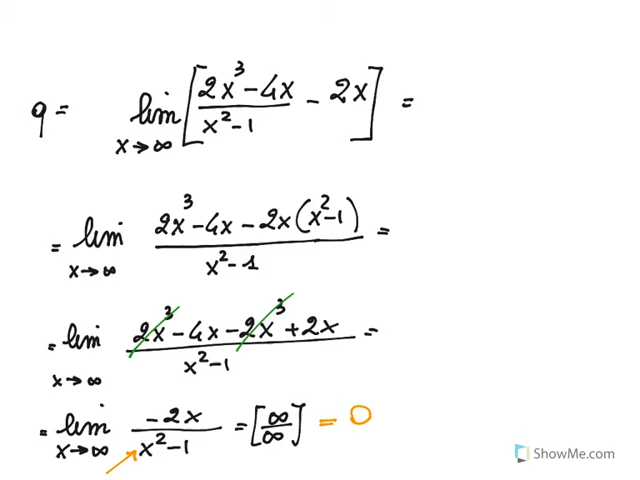 q = lim x→∞ [ (2x³ - 4x)/(x² - 1) - 2x ] =
= lim x→∞ (2x³ - 4x - 2x(x² - 1))/(x² - 1) =
= lim x→∞ (2x³ - 4x - 2x³ + 2x)/(x² - 1) =
= lim x→∞ (-2x)/(x² - 1) = [∞/∞] = 0
ShowMe.com